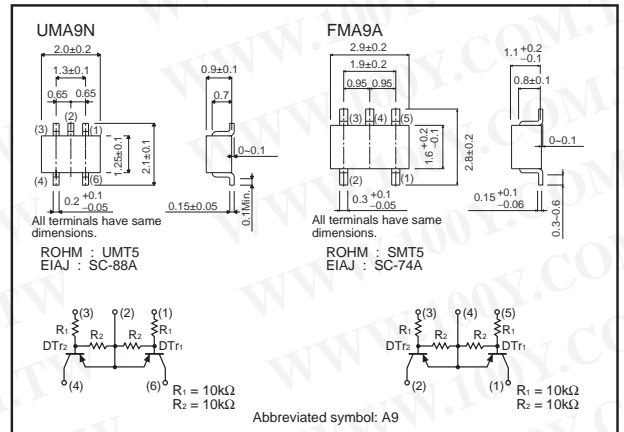 UMA9N
2.0±0.2
1.3±0.1
0.65 0.65
(2)
(3) (1)
(4) (6)
1.25±0.1
2.1±0.1
0.9±0.1
0.7
0~0.1
0.1Min.
0.2 +0.1 −0.05
0.15±0.05
All terminals have same
dimensions.
ROHM : UMT5
EIAJ : SC-88A
FMA9A
2.9±0.2
1.9±0.2
0.95 0.95
(3) (4) (5)
(2) (1)
1.6 +0.2 −0.1
2.8±0.2
1.1 +0.2 −0.1
0.8±0.1
0~0.1
0.3~0.6
0.3 +0.1 −0.05
0.15 +0.1 −0.06
All terminals have same
dimensions.
ROHM : SMT5
EIAJ : SC-74A
(3) (2) (1)
R1 R2 R2 R1
DTr2 DTr1
(4) (6)
R1 = 10kΩ
R2 = 10kΩ
(3) (4) (5)
R1 R2 R2 R1
DTr2 DTr1
(2) (1)
R1 = 10kΩ
R2 = 10kΩ
Abbreviated symbol: A9
WWW.100Y.COM.TW